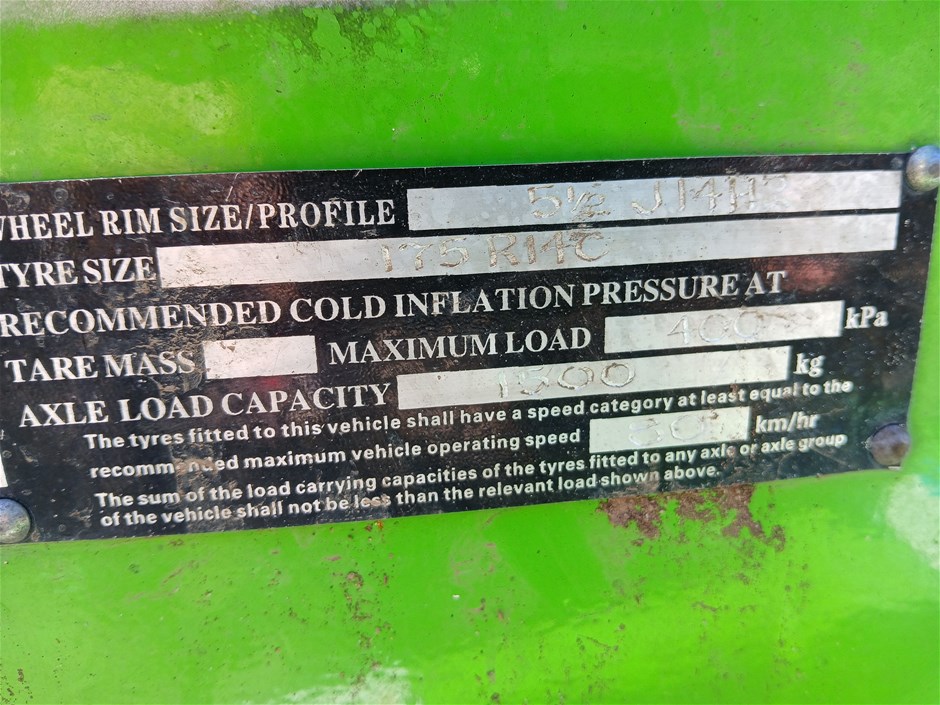 WHEEL RIM SIZE/PROFILE 5½ J14H2
TYRE SIZE 175 R14C
RECOMMENDED COLD INFLATION PRESSURE AT
TARE MASS MAXIMUM LOAD 400 kPa
AXLE LOAD CAPACITY 1500 kg
The tyres fitted to this vehicle shall have a speed category at least equal to the
recommended maximum vehicle operating speed km/hr
The sum of the load carrying capacities of the tyres fitted to any axle or axle group
of the vehicle shall not be less than the relevant load shown above.